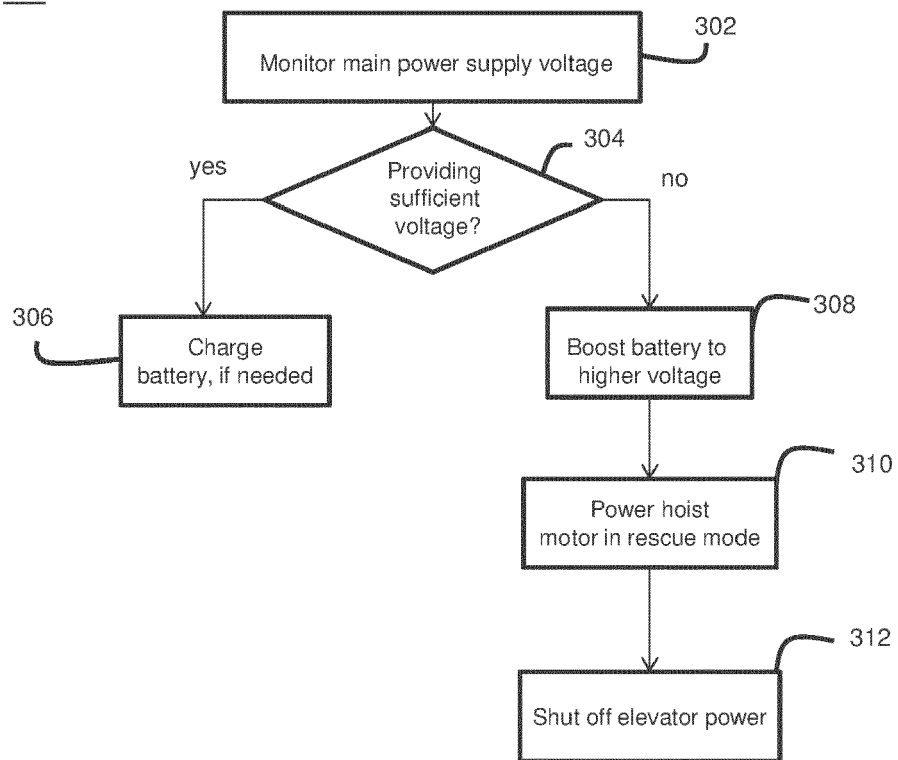 302
Monitor main power supply voltage
304
yes
Providing
sufficient
voltage?
no
306
Charge
battery, if needed
308
Boost battery to
higher voltage
310
Power hoist
motor in rescue mode
312
Shut off elevator power